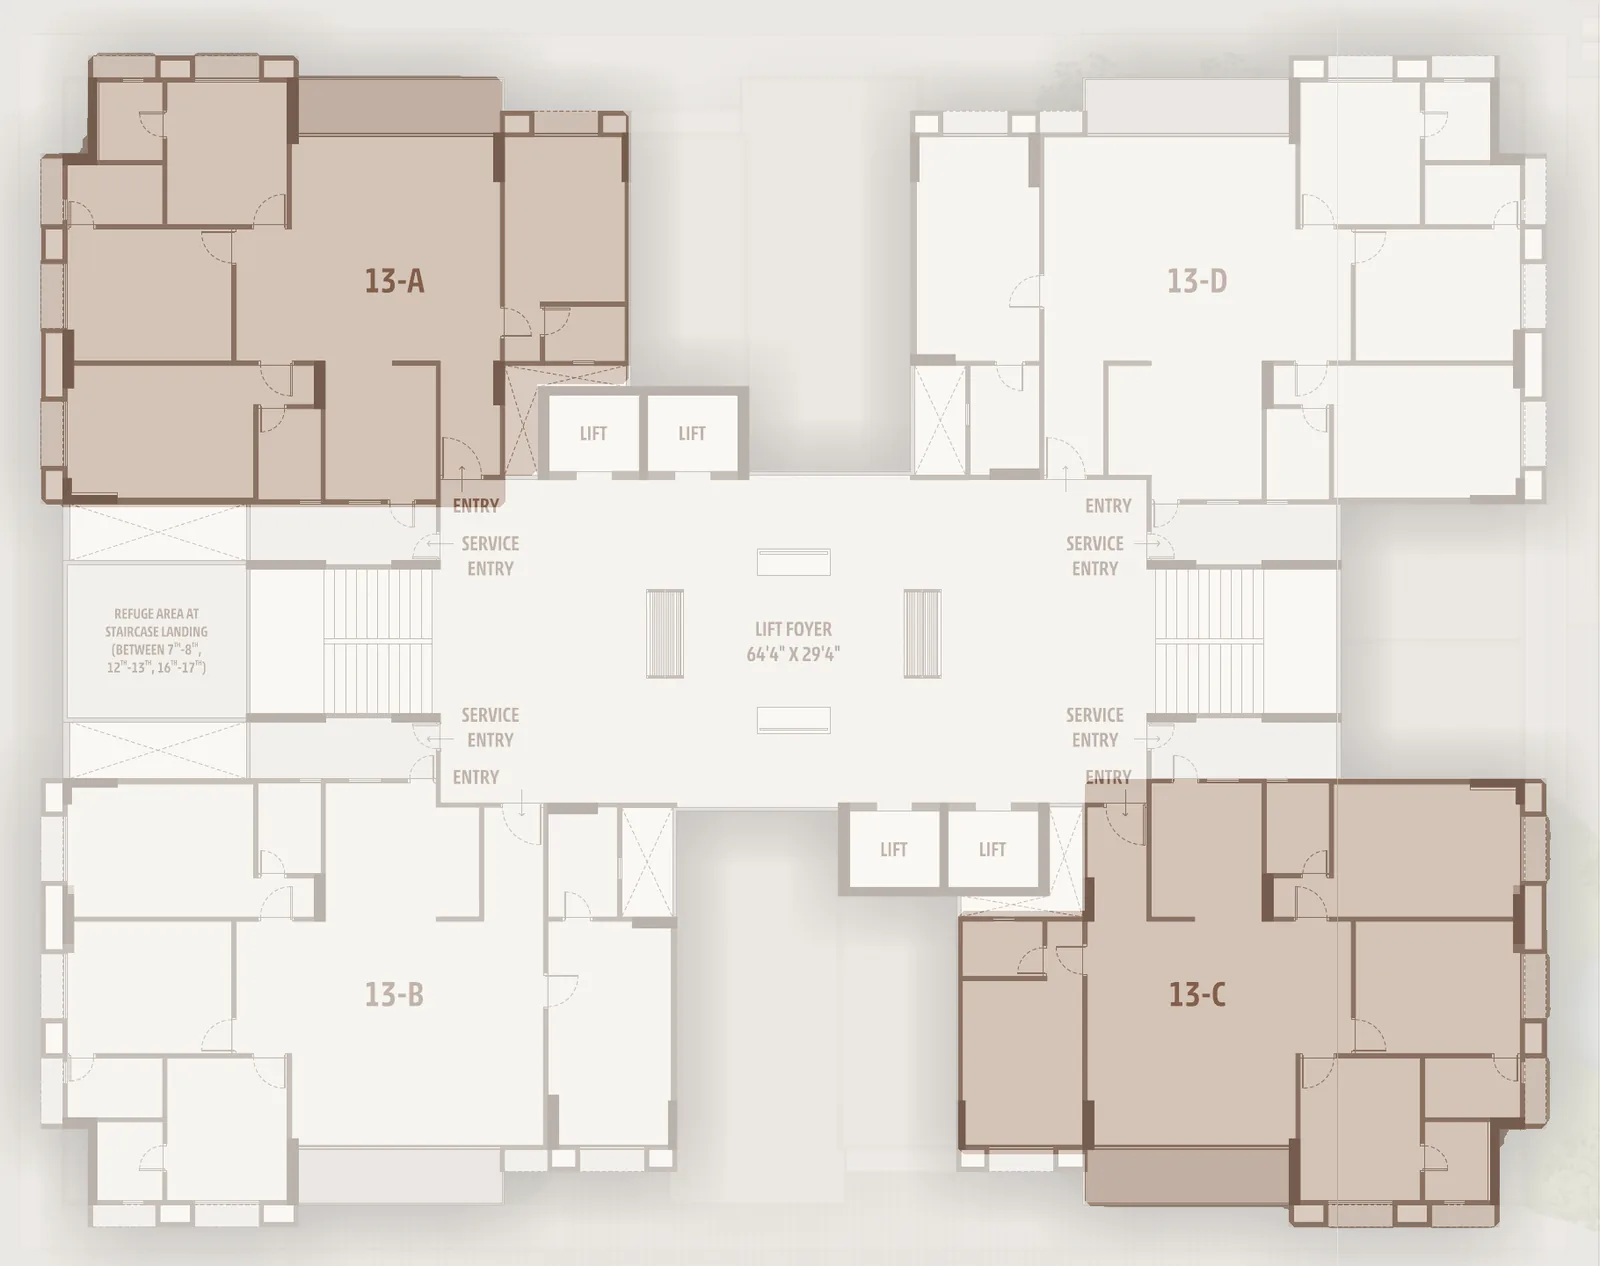 13-A
13-D
LIFT
LIFT
ENTRY
SERVICE
ENTRY
ENTRY
SERVICE
ENTRY
REFUGE AREA AT
STAIRCASE LANDING
(BETWEEN 7TH-8TH,
12TH-13TH, 16TH-17TH)
LIFT FOYER
64'4" X 29'4"
SERVICE
ENTRY
ENTRY
SERVICE
ENTRY
ENTRY
LIFT
LIFT
13-B
13-C